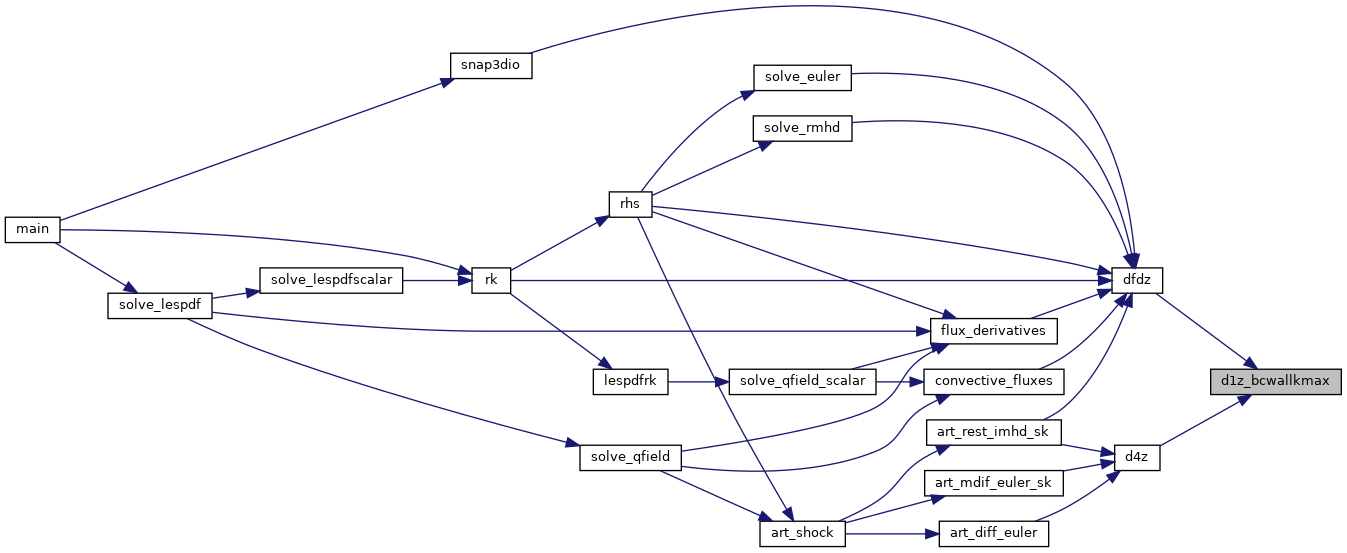 snap3dio
solve_euler
solve_rmhd
rhs
main
solve_lespdfscalar
rk
dfdz
solve_lespdf
flux_derivatives
lespdfrk
solve_qfield_scalar
convective_fluxes
d1z_bcwallkmax
art_rest_imhd_sk
solve_qfield
d4z
art_mdif_euler_sk
art_shock
art_diff_euler